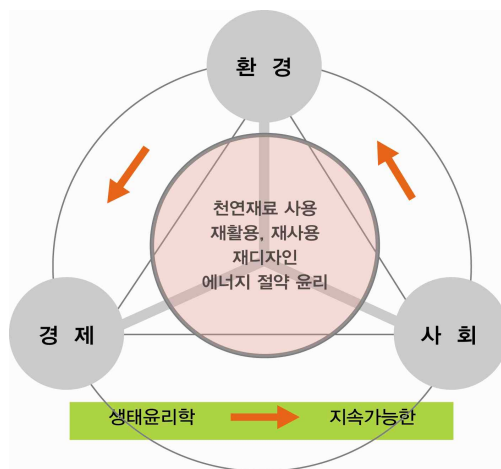 환 경
천연재료 사용
재활용, 재사용
재디자인
에너지 절약 윤리
경 제
사 회
생태윤리학
지속가능한